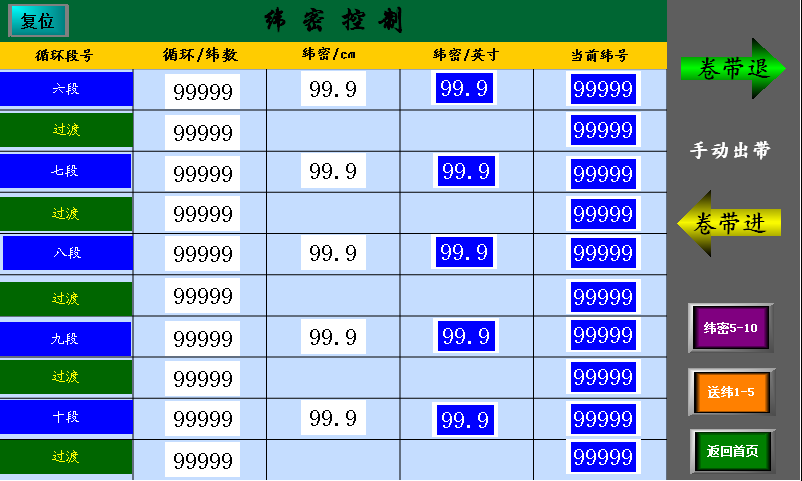 复位
纬密控制
循环段号 循环/纬数 纬密/cm 纬密/英寸 当前纬号
六段 99999 99.9 99.9 99999
过渡 99999 99999
七段 99999 99.9 99.9 99999
过渡 99999 99999
八段 99999 99.9 99.9 99999
过渡 99999 99999
九段 99999 99.9 99.9 99999
过渡 99999 99999
十段 99999 99.9 99.9 99999
过渡 99999 99999
卷带退
手动出带
卷带进
纬密5-10
送纬1-5
返回首页